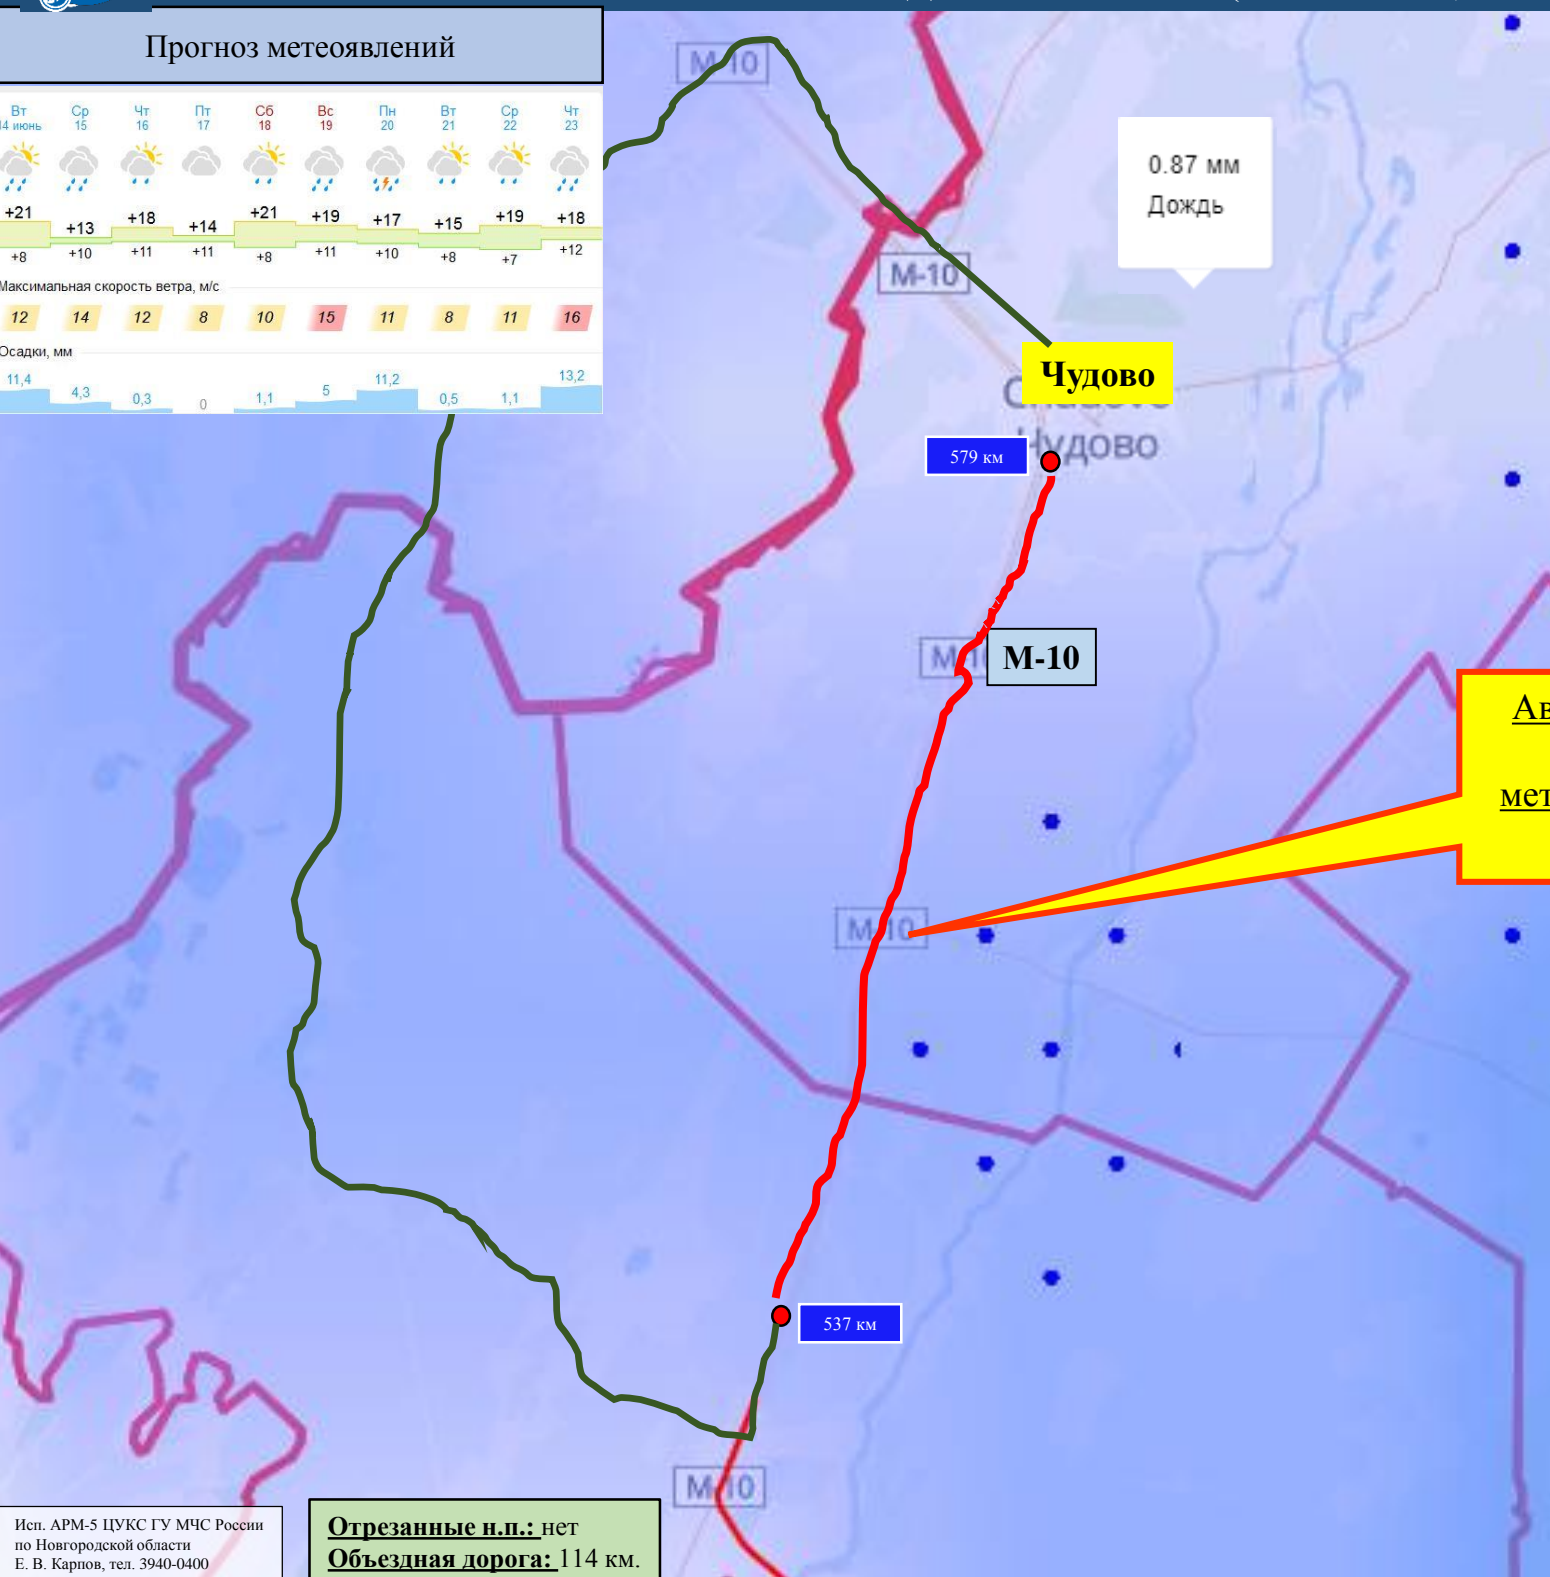 Прогноз метеоявлений
Вт Ср Чт Пт Сб Вс Пн Вт Ср Чт
14 июнь 15 16 17 18 19 20 21 22 23
+21 +13 +18 +14 +21 +19 +17 +15 +19 +18
+8 +10 +11 +11 +8 +11 +10 +8 +7 +12
Максимальная скорость ветра, м/с
12 14 12 8 10 15 11 8 11 16
Осадки, мм
11,4 4,3 0,3 0 1,1 5 11,2 0,5 1,1 13,2
М-10
0.87 мм
Дождь
М-10
Чудово
Чудово
579 км
М-10
М-10
537 км
М-10
Исп. АРМ-5 ЦУКС ГУ МЧС России
по Новгородской области
Е. В. Карпов, тел. 3940-0400
Отрезанные н.п.: нет
Объездная дорога: 114 км.